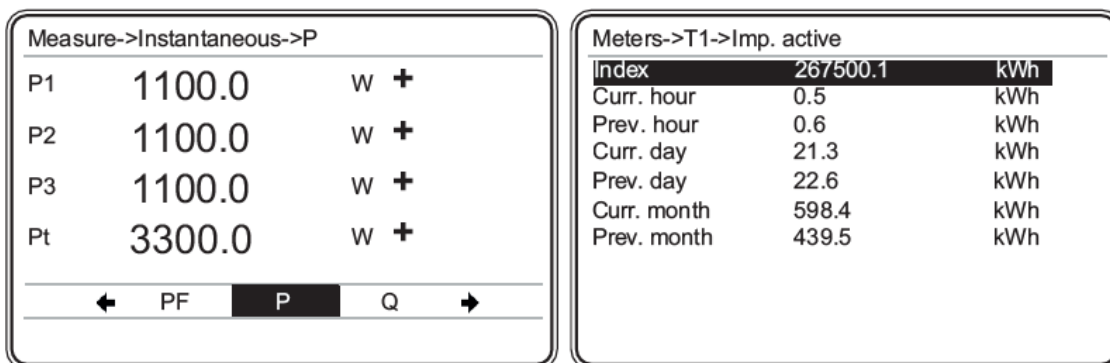 Measure->Instantaneous->P
P1 1100.0 W +
P2 1100.0 W +
P3 1100.0 W +
Pt 3300.0 W +
← PF P Q →
Meters->T1->Imp. active
Index 267500.1 kWh
Curr. hour 0.5 kWh
Prev. hour 0.6 kWh
Curr. day 21.3 kWh
Prev. day 22.6 kWh
Curr. month 598.4 kWh
Prev. month 439.5 kWh